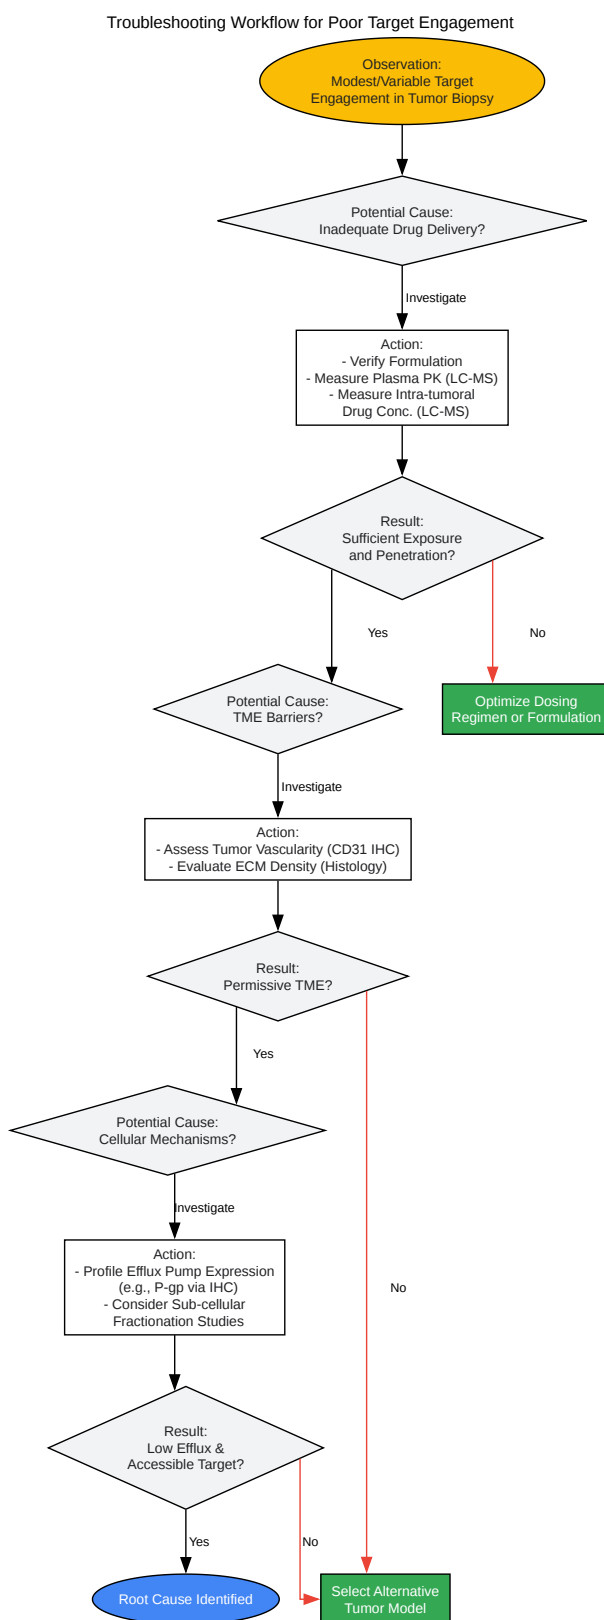 Troubleshooting Workflow for Poor Target Engagement
Observation:
Modest/Variable Target
Engagement in Tumor Biopsy
Potential Cause:
Inadequate Drug Delivery?
Investigate
Action:
- Verify Formulation
- Measure Plasma PK (LC-MS)
- Measure Intra-tumoral
Drug Conc. (LC-MS)
Result:
Sufficient Exposure
and Penetration?
Yes
No
Potential Cause:
TME Barriers?
Optimize Dosing
Regimen or Formulation
Investigate
Action:
- Assess Tumor Vascularity (CD31 IHC)
- Evaluate ECM Density (Histology)
Result:
Permissive TME?
Yes
Potential Cause:
Cellular Mechanisms?
Investigate
Action:
- Profile Efflux Pump Expression
(e.g., P-gp via IHC)
- Consider Sub-cellular
Fractionation Studies
No
Result:
Low Efflux &
Accessible Target?
Yes
No
Root Cause Identified
Select Alternative
Tumor Model